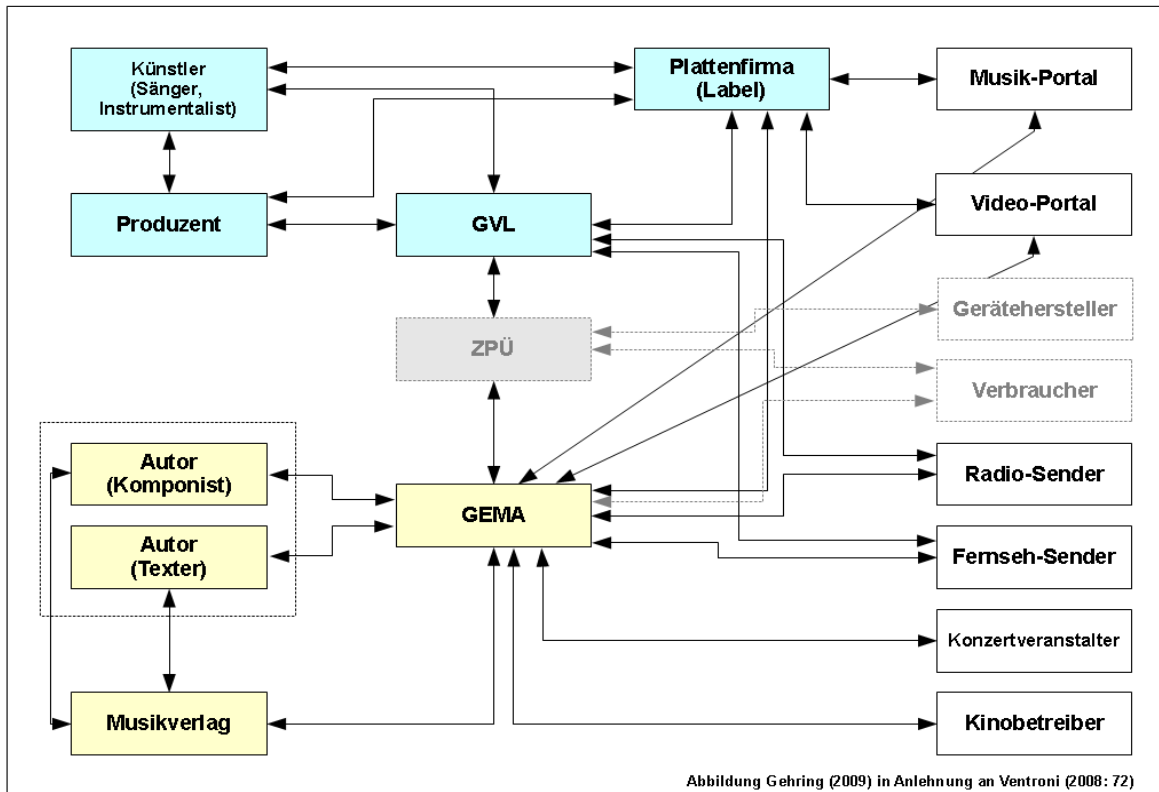 Künstler
(Sänger,
Instrumentalist)
Plattenfirma
(Label)
Musik-Portal
Produzent
GVL
Video-Portal
Gerätehersteller
ZPÜ
Verbraucher
Autor
(Komponist)
Radio-Sender
GEMA
Autor
(Texter)
Fernseh-Sender
Konzertveranstalter
Musikverlag
Kinobetreiber
Abbildung Gehring (2009) in Anlehnung an Ventroni (2008: 72)